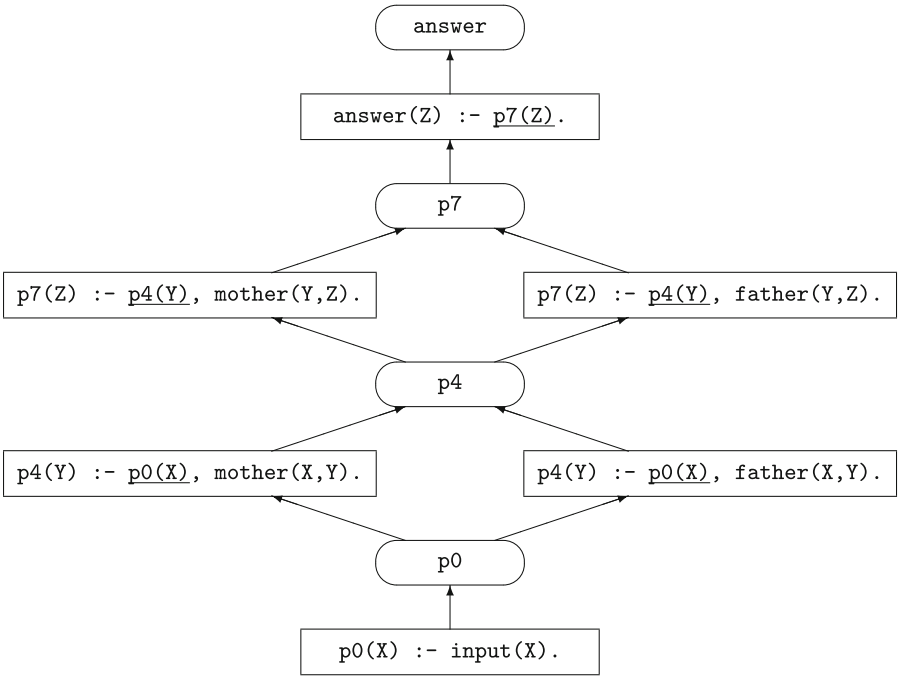 answer
answer(Z) :- p7(Z).
p7
p7(Z) :- p4(Y), mother(Y,Z).
p7(Z) :- p4(Y), father(Y,Z).
p4
p4(Y) :- p0(X), mother(X,Y).
p4(Y) :- p0(X), father(X,Y).
p0
p0(X) :- input(X).